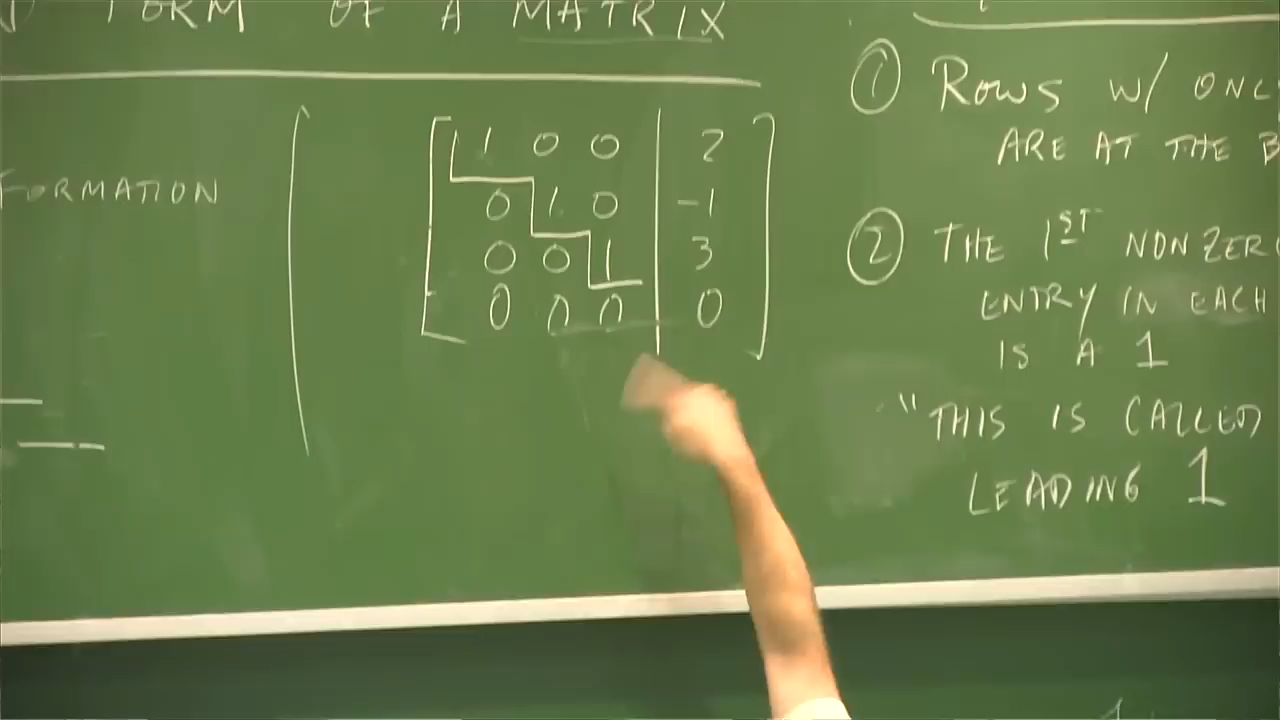 FORM OF A MATRIX
FORMATION
1 0 0 | 2
0 1 0 | -1
0 0 1 | 3
0 0 0 | 0
① ROWS W/
ARE AT THE
② THE 1ST
ENTRY IN EACH
IS A 1
"THIS IS CALLED
LEADING 1